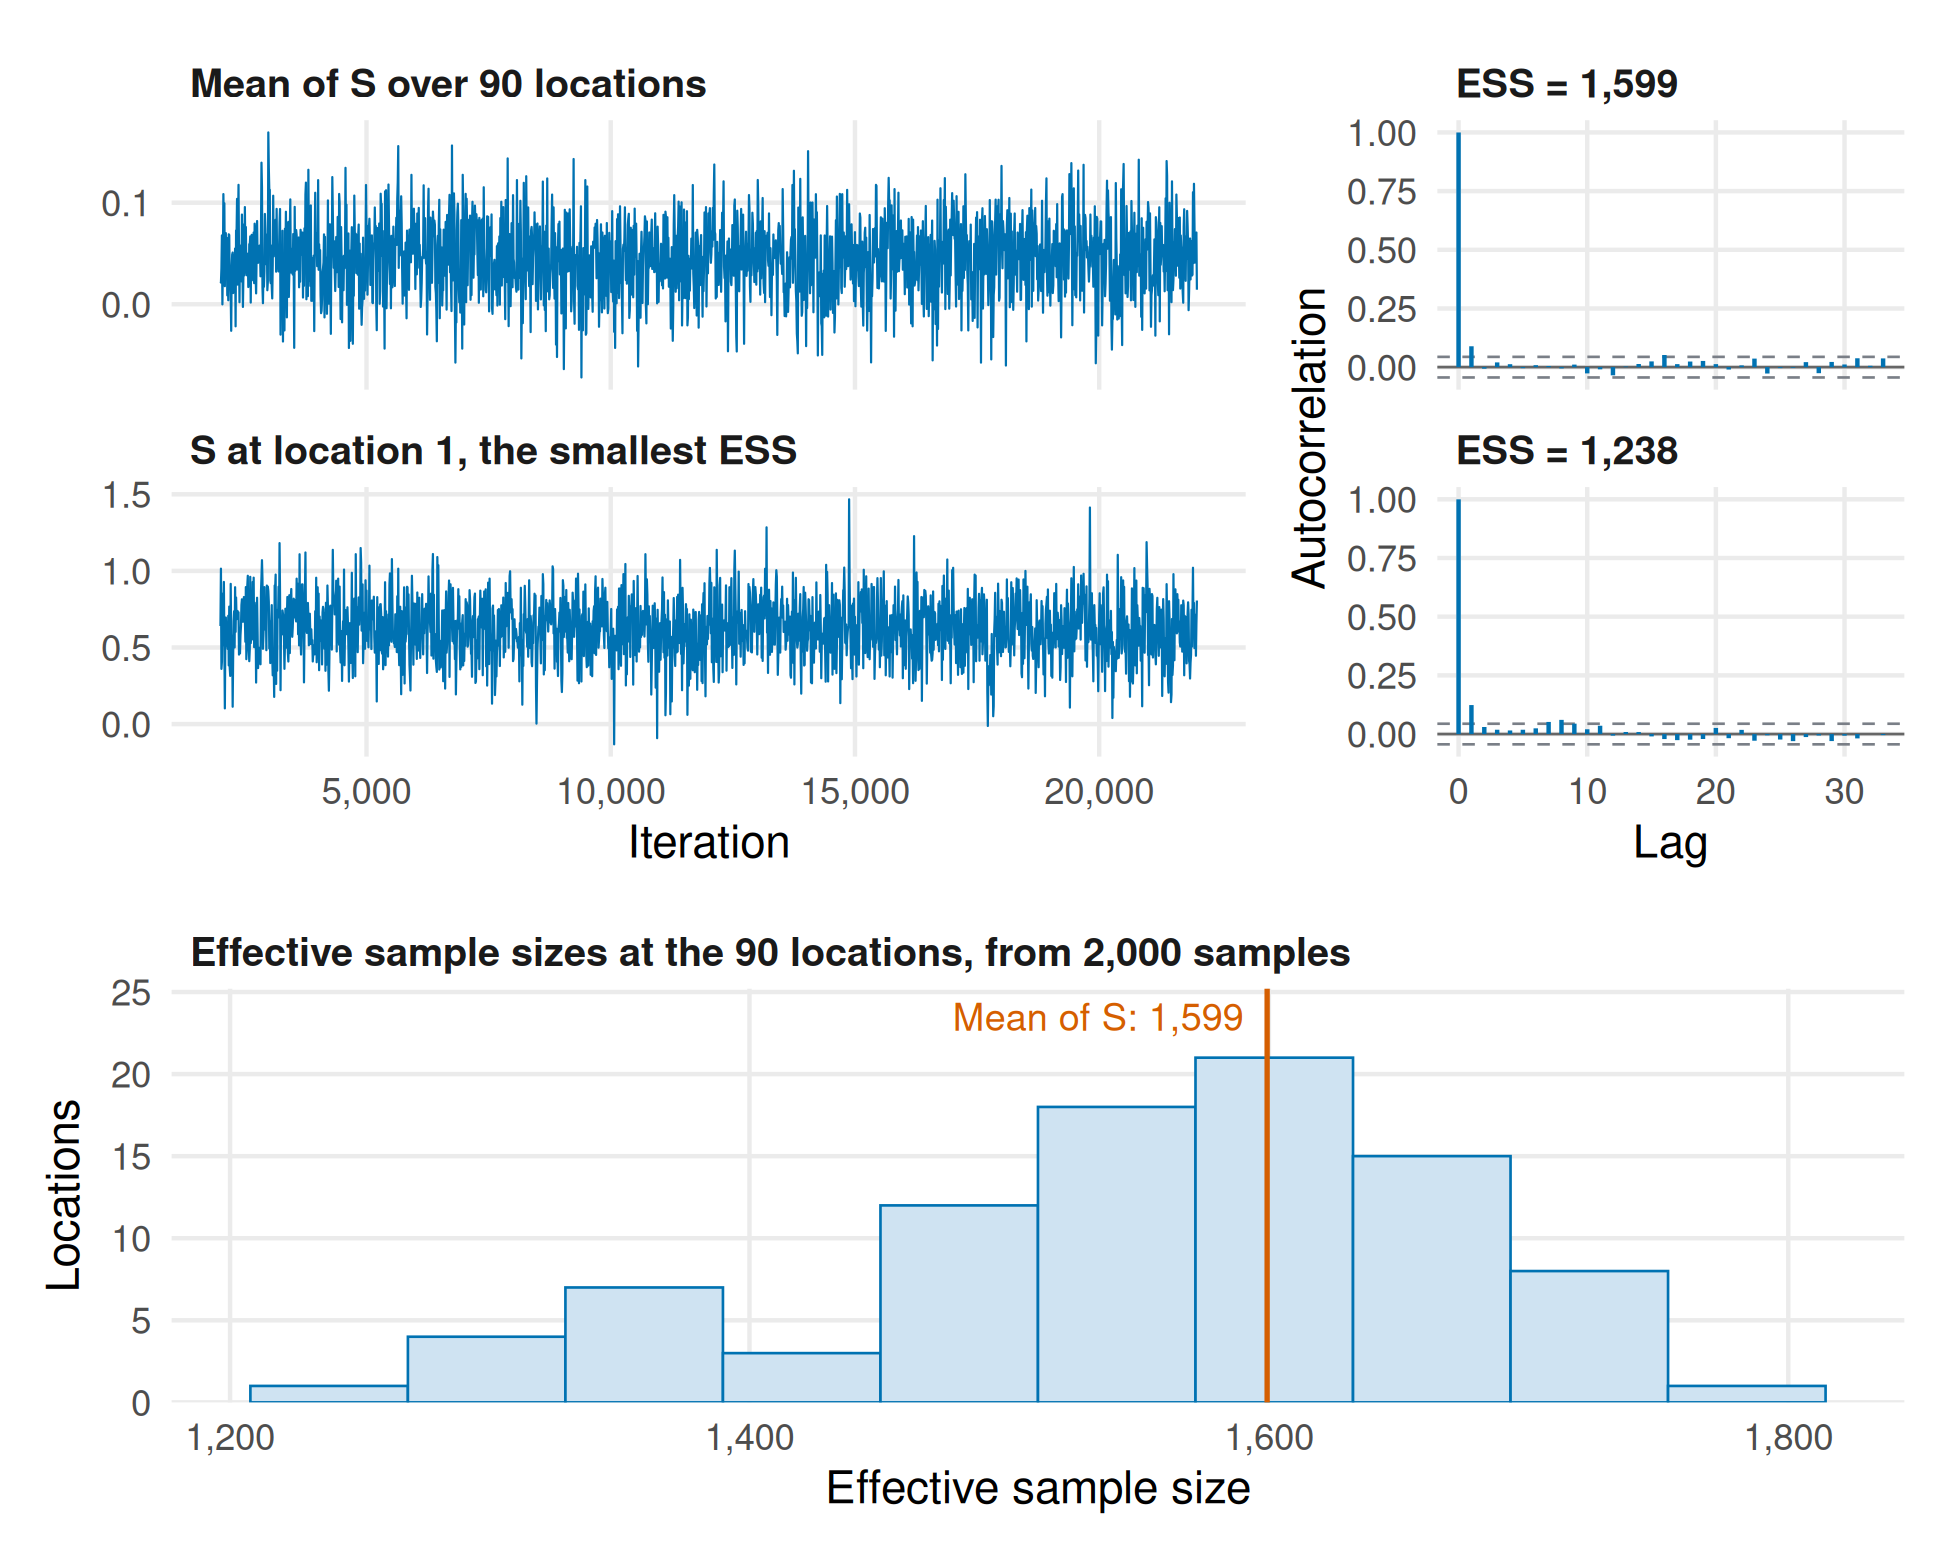 Mean of S over 90 locations
0.1
0.0
ESS = 1,599
1.00
0.75
0.50
0.25
0.00
S at location 1, the smallest ESS
1.5
1.0
0.5
0.0
5,000 10,000 15,000 20,000
Iteration
Autocorrelation
ESS = 1,238
1.00
0.75
0.50
0.25
0.00
0 10 20 30
Lag
Effective sample sizes at the 90 locations, from 2,000 samples
Mean of S: 1,599
Locations
25
20
15
10
5
0
1,200 1,400 1,600 1,800
Effective sample size